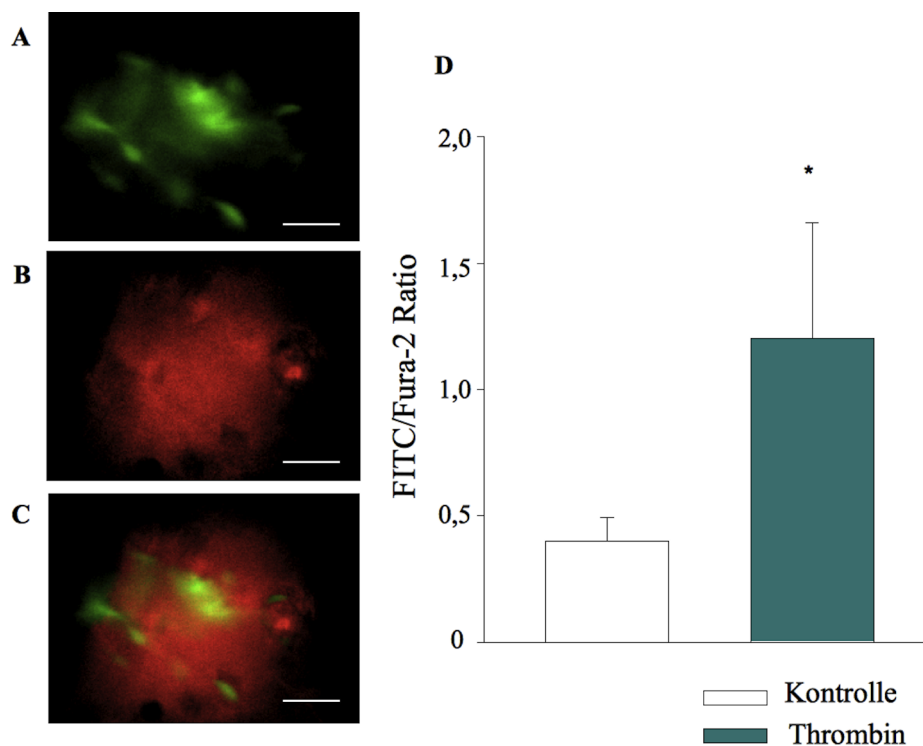 A
B
C
D
FITC/Fura-2 Ratio
2,0
1,5
1,0
0,5
0
*
Kontrolle
Thrombin